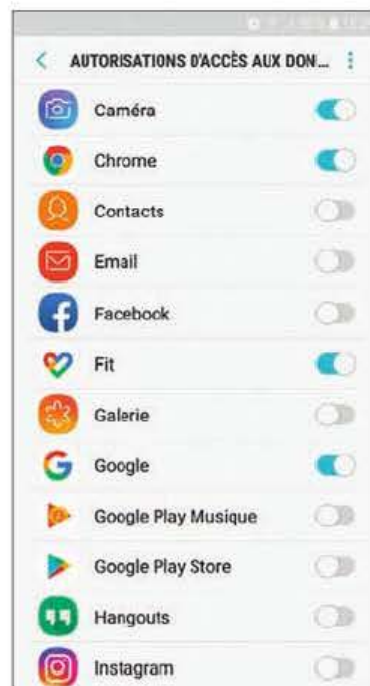 AUTORISATIONS D'ACCÈS AUX DON...
Caméra
Chrome
Contacts
Email
Facebook
Fit
Galerie
Google
Google Play Musique
Google Play Store
Hangouts
Instagram